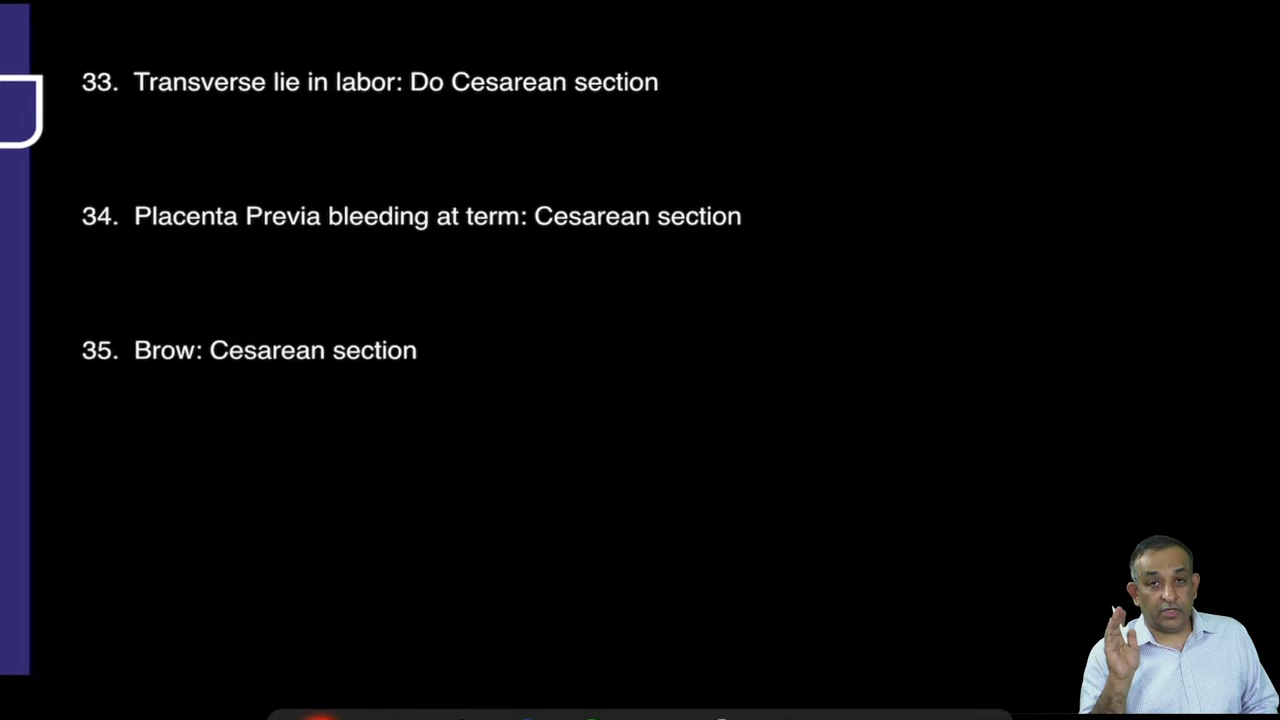 33. Transverse lie in labor: Do Cesarean section
34. Placenta Previa bleeding at term: Cesarean section
35. Brow: Cesarean section